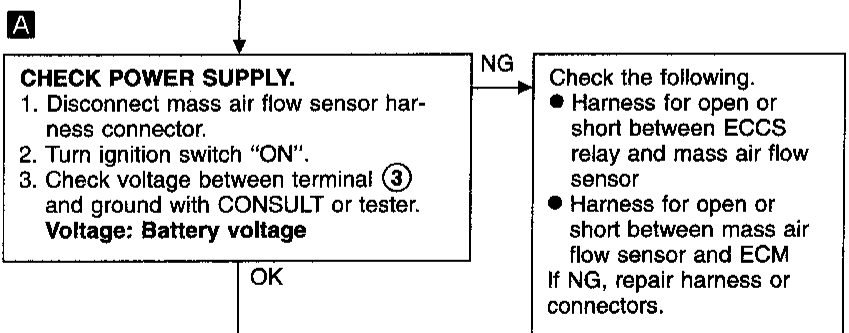 A
CHECK POWER SUPPLY.
1. Disconnect mass air flow sensor har-
ness connector.
2. Turn ignition switch “ON”.
3. Check voltage between terminal ③
and ground with CONSULT or tester.
Voltage: Battery voltage
OK
NG
Check the following.
● Harness for open or
short between ECCS
relay and mass air flow
sensor
● Harness for open or
short between mass air
flow sensor and ECM
If NG, repair harness or
connectors.